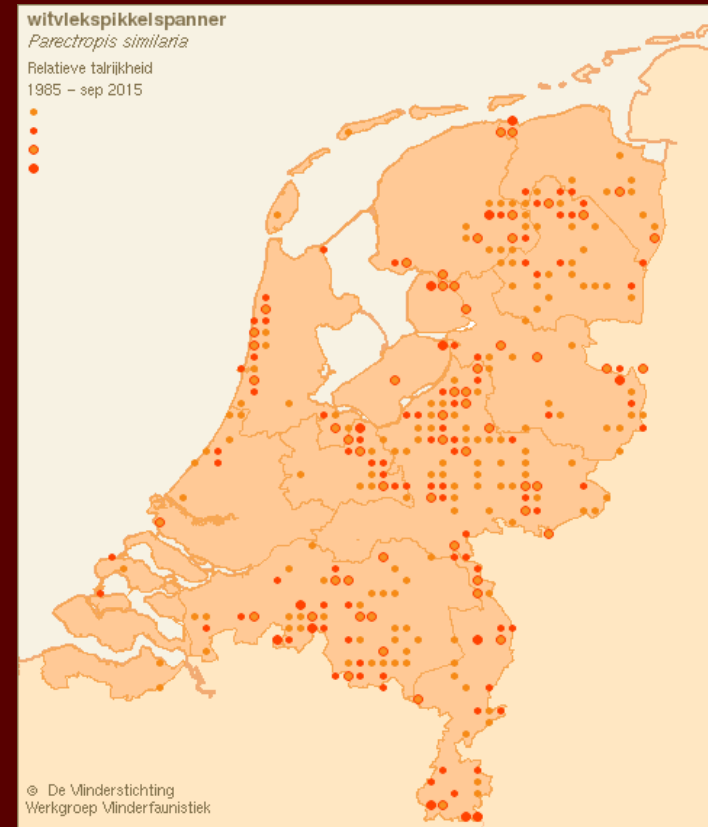 witvlekspikkelspanner
Parectropis similaria
Relatieve talrijkheid
1985 – sep 2015
© De Vlinderstichting
Werkgroep Vlinderfaunistiek